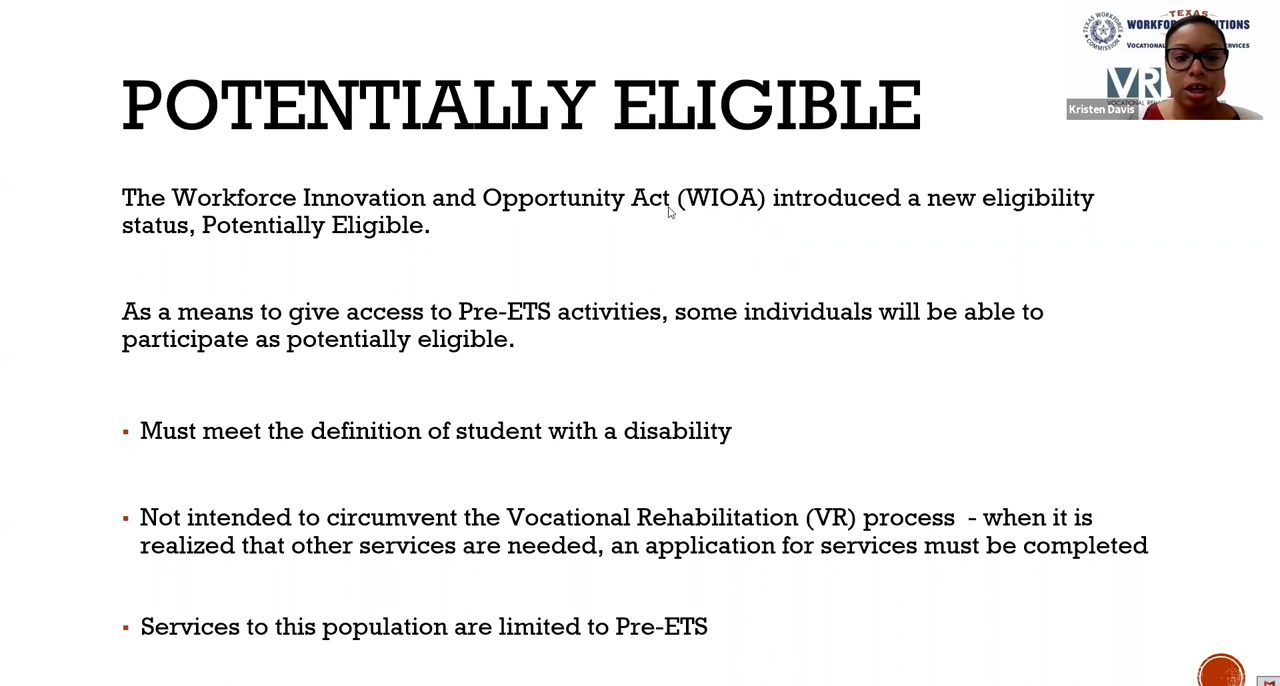 POTENTIALLY ELIGIBLE
The Workforce Innovation and Opportunity Act (WIOA) introduced a new eligibility
status, Potentially Eligible.
As a means to give access to Pre-ETS activities, some individuals will be able to
participate as potentially eligible.
▪ Must meet the definition of student with a disability
▪ Not intended to circumvent the Vocational Rehabilitation (VR) process - when it is
realized that other services are needed, an application for services must be completed
▪ Services to this population are limited to Pre-ETS
TEXAS
TEXAS WORKFORCE COMMISSION
VR
Kristen Davis